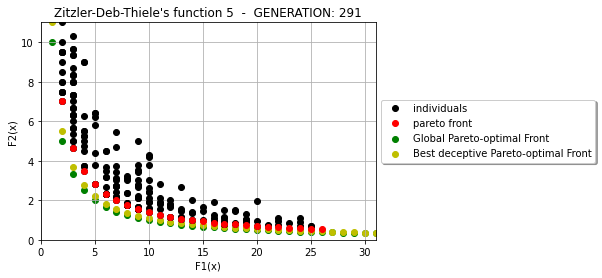 Zitzler-Deb-Thiele's function 5 - GENERATION: 291
F2(x)
10
8
6
4
2
0
0 5 10 15 20 25 30
F1(x)
individuals
pareto front
Global Pareto-optimal Front
Best deceptive Pareto-optimal Front